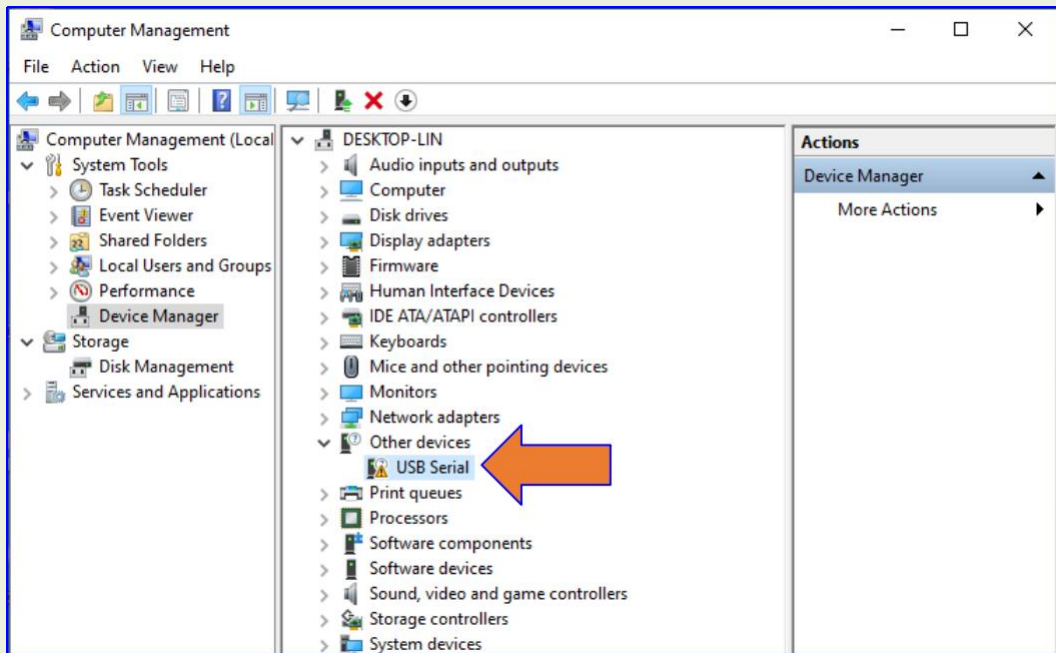 Computer Management
File Action View Help
Computer Management (Local
System Tools
Task Scheduler
Event Viewer
Shared Folders
Local Users and Groups
Performance
Device Manager
Storage
Disk Management
Services and Applications
DESKTOP-LIN
Audio inputs and outputs
Computer
Disk drives
Display adapters
Firmware
Human Interface Devices
IDE ATA/ATAPI controllers
Keyboards
Mice and other pointing devices
Monitors
Network adapters
Other devices
USB Serial
Print queues
Processors
Software components
Software devices
Sound, video and game controllers
Storage controllers
System devices
Actions
Device Manager
More Actions